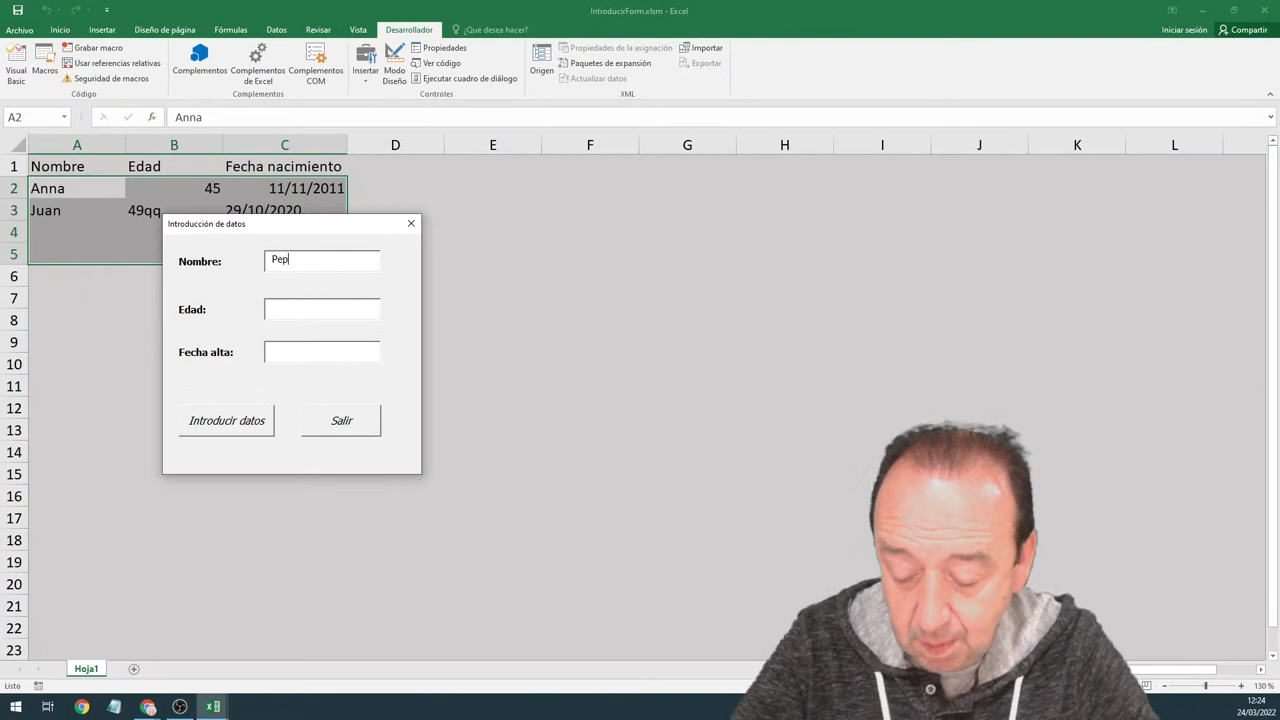 IntroducirForm.xlsm - Excel
Archivo Inicio Insertar Diseño de página Fórmulas Datos Revisar Vista Desarrollador ¿Qué desea hacer? Iniciar sesión Compartir
Visual Basic
Macros
Grabar macro
Usar referencias relativas
Seguridad de macros
Código
Complementos
Complementos de Excel
Complementos COM
Complementos
Insertar
Modo Diseño
Propiedades
Ver código
Ejecutar cuadro de diálogo
Controles
Origen
Propiedades de la asignación
Paquetes de expansión
Actualizar datos
Importar
Exportar
XML
A2 fx Anna
A B C D E F G H I J K L
1 Nombre Edad Fecha nacimiento
2 Anna 45 11/11/2011
3 Juan 49qq 29/10/2020
4
5
6
7
8
9
10
11
12
13
14
15
16
17
18
19
20
21
22
23
Introducción de datos
Nombre: Pep
Edad:
Fecha alta:
Introducir datos Salir
Hoja1
Listo 130 %
12:24
24/03/2022